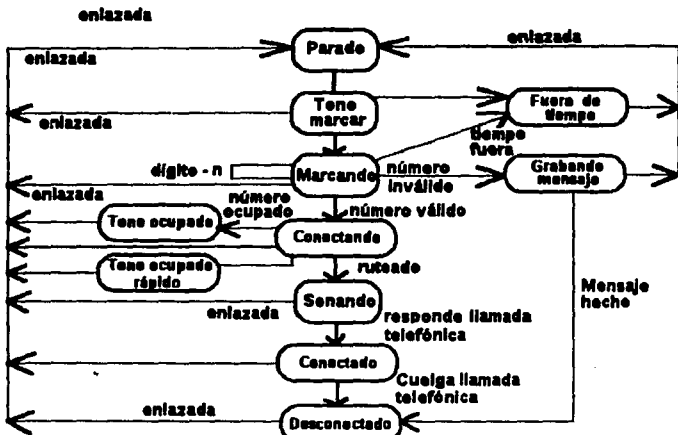 enlazada
Parado
enlazada
enlazada
Tono
marcar
Fuera de
tiempo
enlazada
tiempo
fuera
dígito - n
Marcando
número
inválido
Grabando
mensaje
enlazada
número
ocupado
número válido
Tono ocupado
Conectando
Tono ocupado
rápido
ruteado
Mensaje
hecho
Sonando
enlazada
responde llamada
telefónica
Conectado
Cuelga llamada
telefónica
enlazada
Desconectado